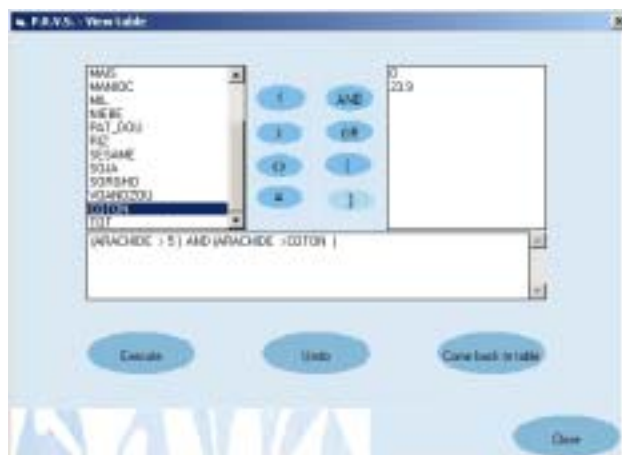 F.A.V.S. - View table
MAIS
MANIOC
MIL
NIEBE
PAT_DOU
RIZ
SESAME
SOJA
SORGHO
VOANDZOU
COTON
TOT
<
AND
>
OR
<>
(
=
)
0
23.9
(ARACHIDE > 5 ) AND (ARACHIDE > COTON )
Execute
Undo
Come back to table
Close